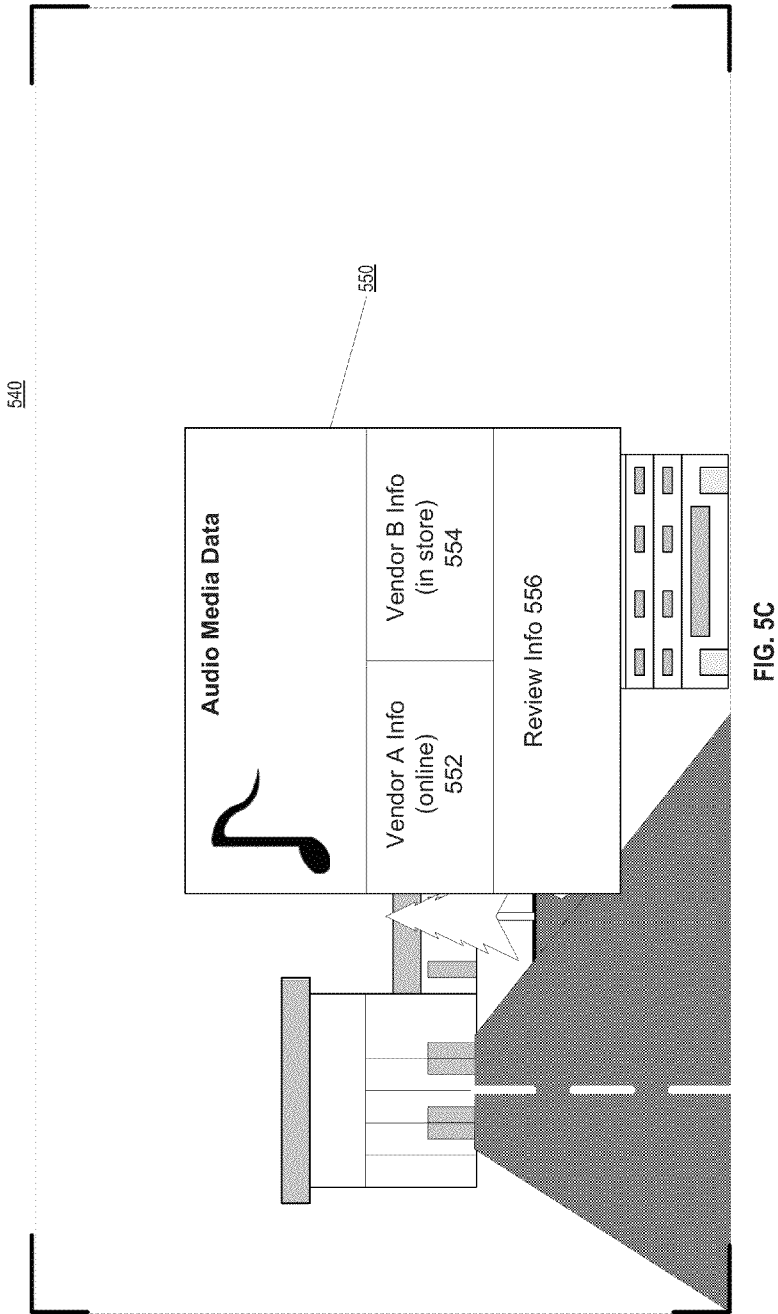 540
550
Audio Media Data
Vendor A Info
(online)
552
Vendor B Info
(in store)
554
Review Info 556
FIG. 5C